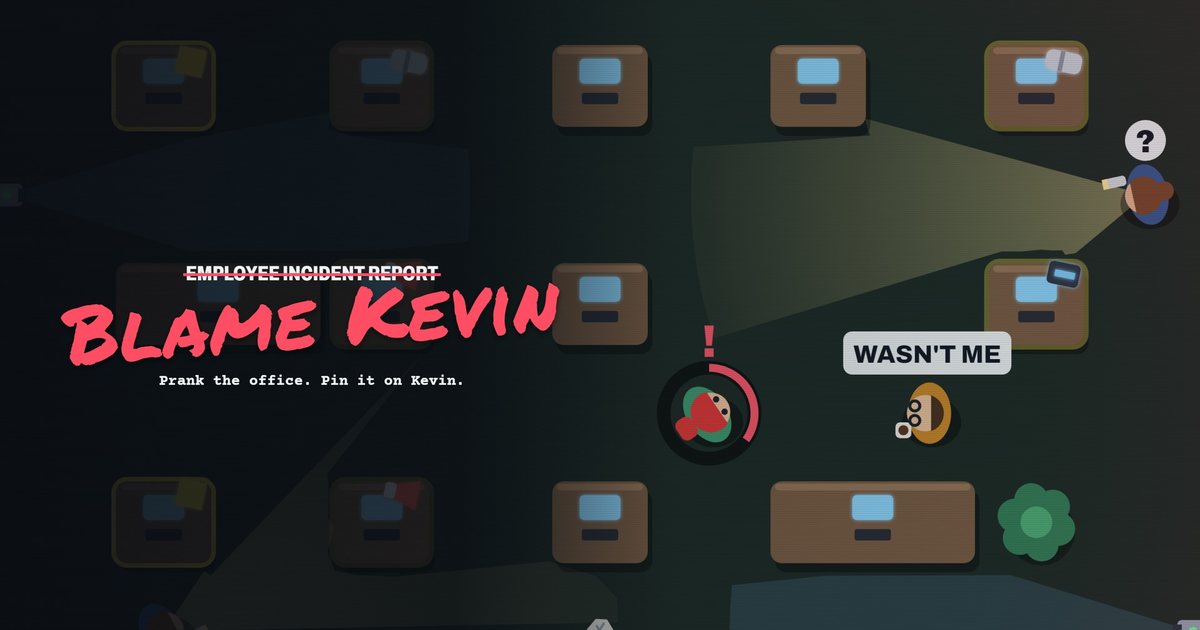 EMPLOYEE INCIDENT REPORT
BLAME KEVIN
Prank the office. Pin it on Kevin.
?
!
WASN'T ME